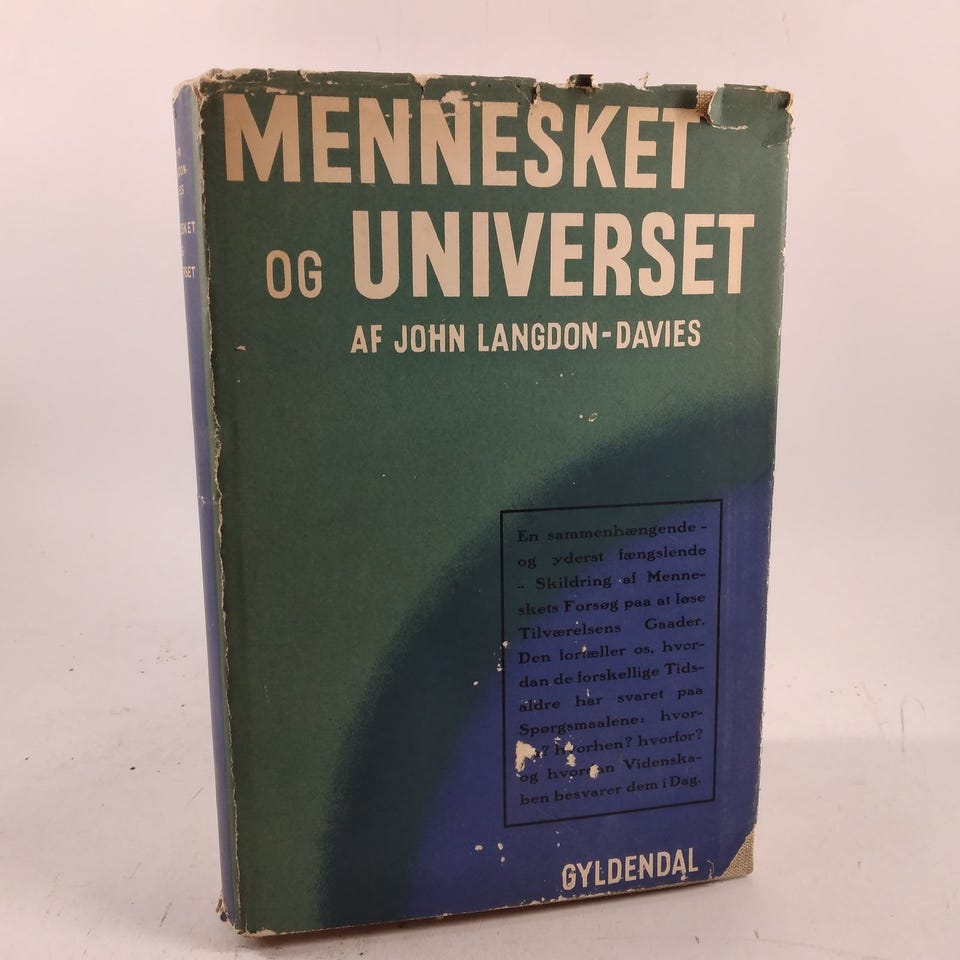 MENNESKET
OG UNIVERSET
AF JOHN LANGDON-DAVIES
En sammenhængende -
og yderst fængslende
- Skildring af Menne-
skets Forsøg paa at løse
Tilværelsens Gaader.
Den fortæller os, hvor-
dan de forskellige Tids-
aldre har svaret paa
Spørgsmaalene: hvor-
hvorhen? hvorfor?
og hvordan Videnska-
ben besvarer dem i Dag.
GYLDENDAL